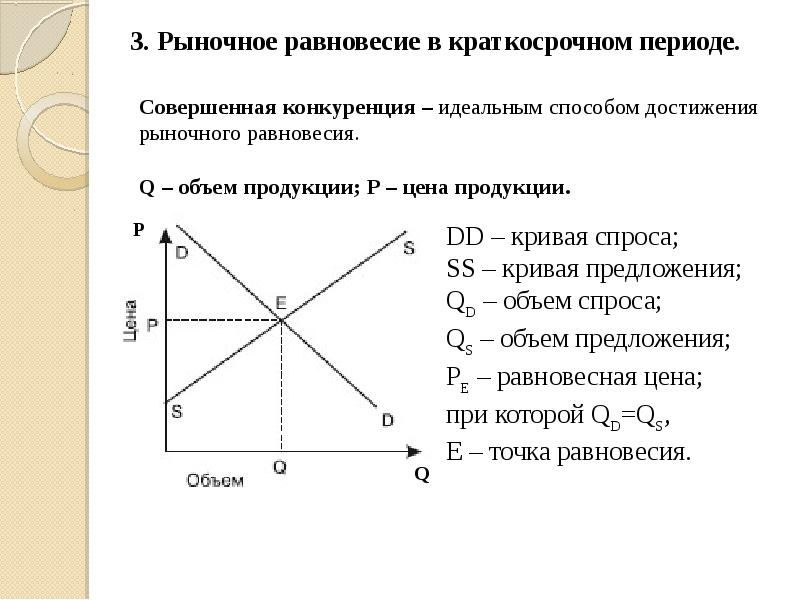 3. Рыночное равновесие в краткосрочном периоде.
Совершенная конкуренция – идеальным способом достижения
рыночного равновесия.
Q – объем продукции; P – цена продукции.
P
D
S
E
Цена
P
S
D
Q
Объем
Q
DD – кривая спроса;
SS – кривая предложения;
QD – объем спроса;
QS – объем предложения;
PE – равновесная цена;
при которой QD=QS,
E – точка равновесия.